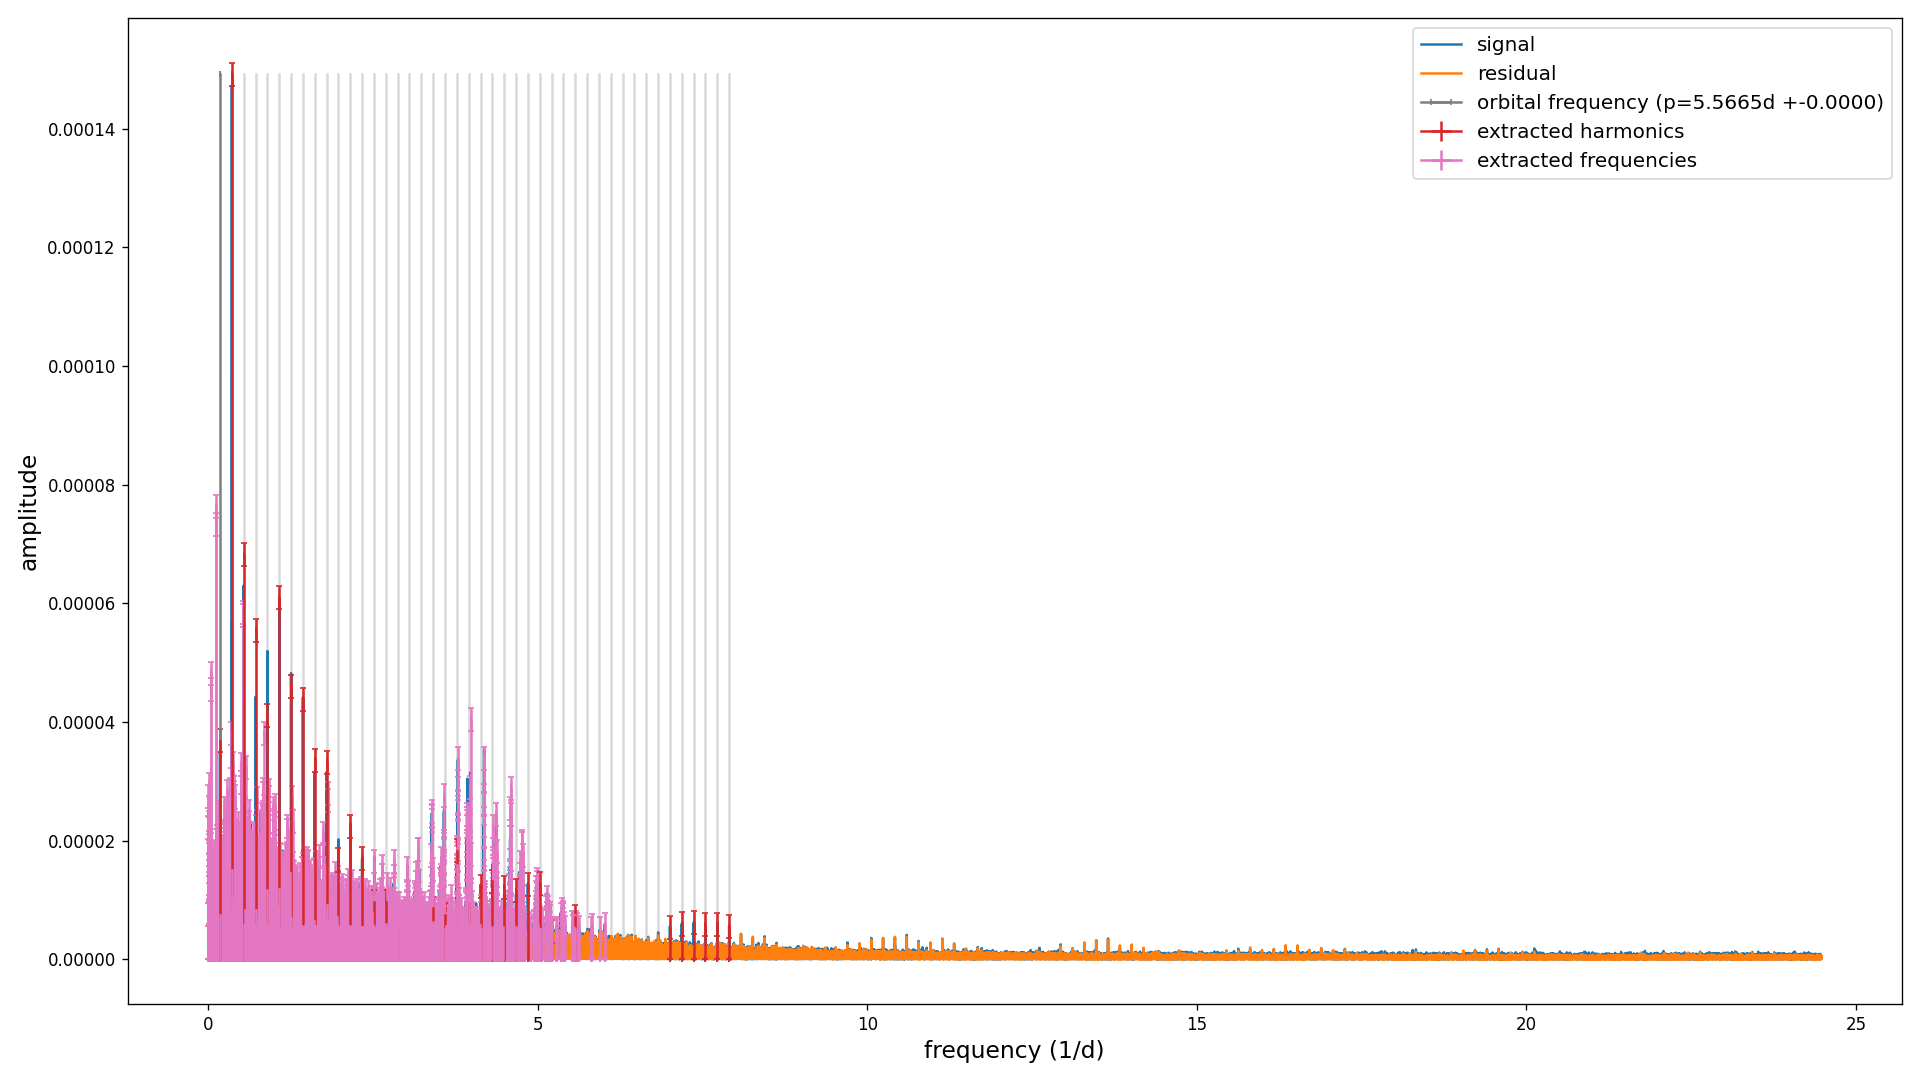 signal
residual
orbital frequency (p=5.5665d +-0.0000)
extracted harmonics
extracted frequencies
0.00014
0.00012
0.00010
0.00008
0.00006
0.00004
0.00002
0.00000
amplitude
0 5 10 15 20 25
frequency (1/d)